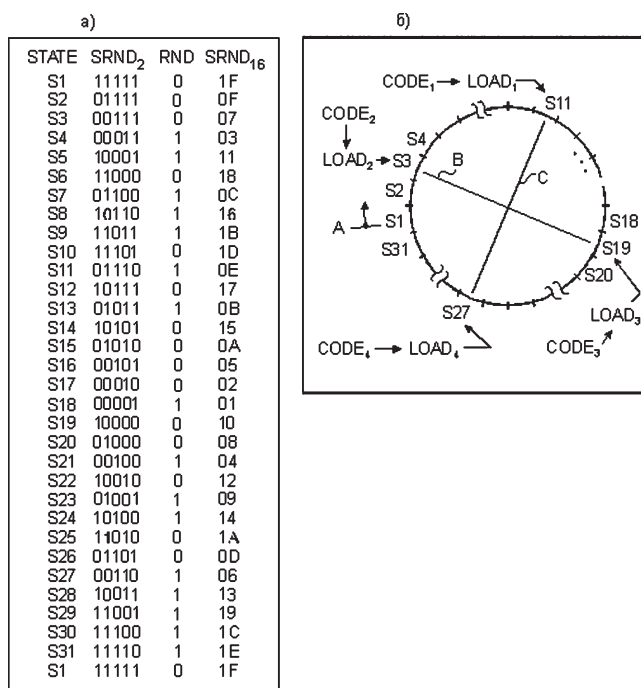 а)
STATE SRND₂ RND SRND₁₆
S1 11111 0 1F
S2 01111 0 0F
S3 00111 0 07
S4 00011 1 03
S5 10001 1 11
S6 11000 0 18
S7 01100 1 0C
S8 10110 1 16
S9 11011 1 1B
S10 11101 0 1D
S11 01110 1 0E
S12 10111 0 17
S13 01011 1 0B
S14 10101 0 15
S15 01010 0 0A
S16 00101 0 05
S17 00010 0 02
S18 00001 1 01
S19 10000 0 10
S20 01000 0 08
S21 00100 1 04
S22 10010 0 12
S23 01001 1 09
S24 10100 1 14
S25 11010 0 1A
S26 01101 0 0D
S27 00110 1 06
S28 10011 1 13
S29 11001 1 19
S30 11100 1 1C
S31 11110 1 1E
S1 11111 0 1F
б)
CODE₁ LOAD₁ S11
CODE₂
S4
LOAD₂ S3
B
C
S2
A S1
S18
S31
S19
S20
S27
LOAD₃
CODE₄ LOAD₄
CODE₃